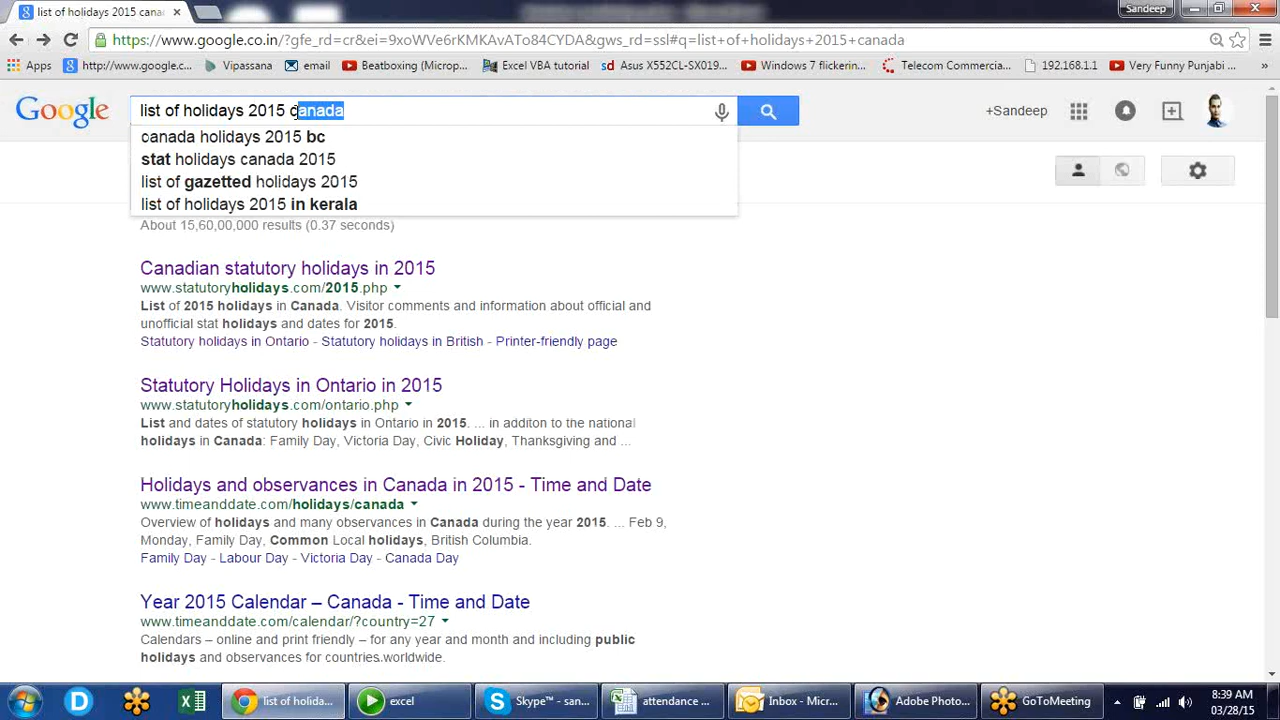 list of holidays 2015 cana
Sandeep
https://www.google.co.in/?gfe_rd=cr&ei=9xoWVe6rKMKAvATo84CYDA&gws_rd=ssl#q=list+of+holidays+2015+canada
Apps
http://www.google.c...
Vipassana
email
Beatboxing (Microp...
Excel VBA tutorial
Asus X552CL-SX019...
Windows 7 flickerin...
Telecom Commercia...
192.168.1.1
Very Funny Punjabi ...
Google
list of holidays 2015 canada
+Sandeep
canada holidays 2015 bc
stat holidays canada 2015
list of gazetted holidays 2015
list of holidays 2015 in kerala
About 15,60,00,000 results (0.37 seconds)
Canadian statutory holidays in 2015
www.statutoryholidays.com/2015.php
List of 2015 holidays in Canada. Visitor comments and information about official and
unofficial stat holidays and dates for 2015.
Statutory holidays in Ontario - Statutory holidays in British - Printer-friendly page
Statutory Holidays in Ontario in 2015
www.statutoryholidays.com/ontario.php
List and dates of statutory holidays in Ontario in 2015. ... in additon to the national
holidays in Canada: Family Day, Victoria Day, Civic Holiday, Thanksgiving and ...
Holidays and observances in Canada in 2015 - Time and Date
www.timeanddate.com/holidays/canada
Overview of holidays and many observances in Canada during the year 2015. ... Feb 9,
Monday, Family Day, Common Local holidays, British Columbia.
Family Day - Labour Day - Victoria Day - Canada Day
Year 2015 Calendar – Canada - Time and Date
www.timeanddate.com/calendar/?country=27
Calendars – online and print friendly – for any year and month and including public
holidays and observances for countries worldwide.
list of holida...
excel
Skype™ - san...
attendance ...
Inbox - Micr...
Adobe Photo...
GoToMeeting
8:39 AM
03/28/15